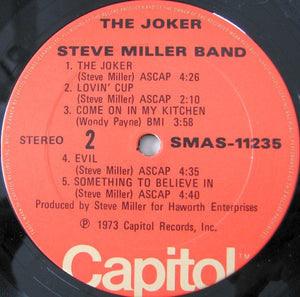 THE JOKER
STEVE MILLER BAND
1. THE JOKER
(Steve Miller) ASCAP 4:26
2. LOVIN' CUP
(Steve Miller) ASCAP 2:10
3. COME ON IN MY KITCHEN
(Wondy Payne) BMI 3:58
STEREO 2 SMAS-11235
4. EVIL
(Steve Miller) ASCAP 4:35
5. SOMETHING TO BELIEVE IN
(Steve Miller) ASCAP 4:40
Produced by Steve Miller for Haworth Enterprises
℗ 1973 Capitol Records, Inc.
Capitol TM